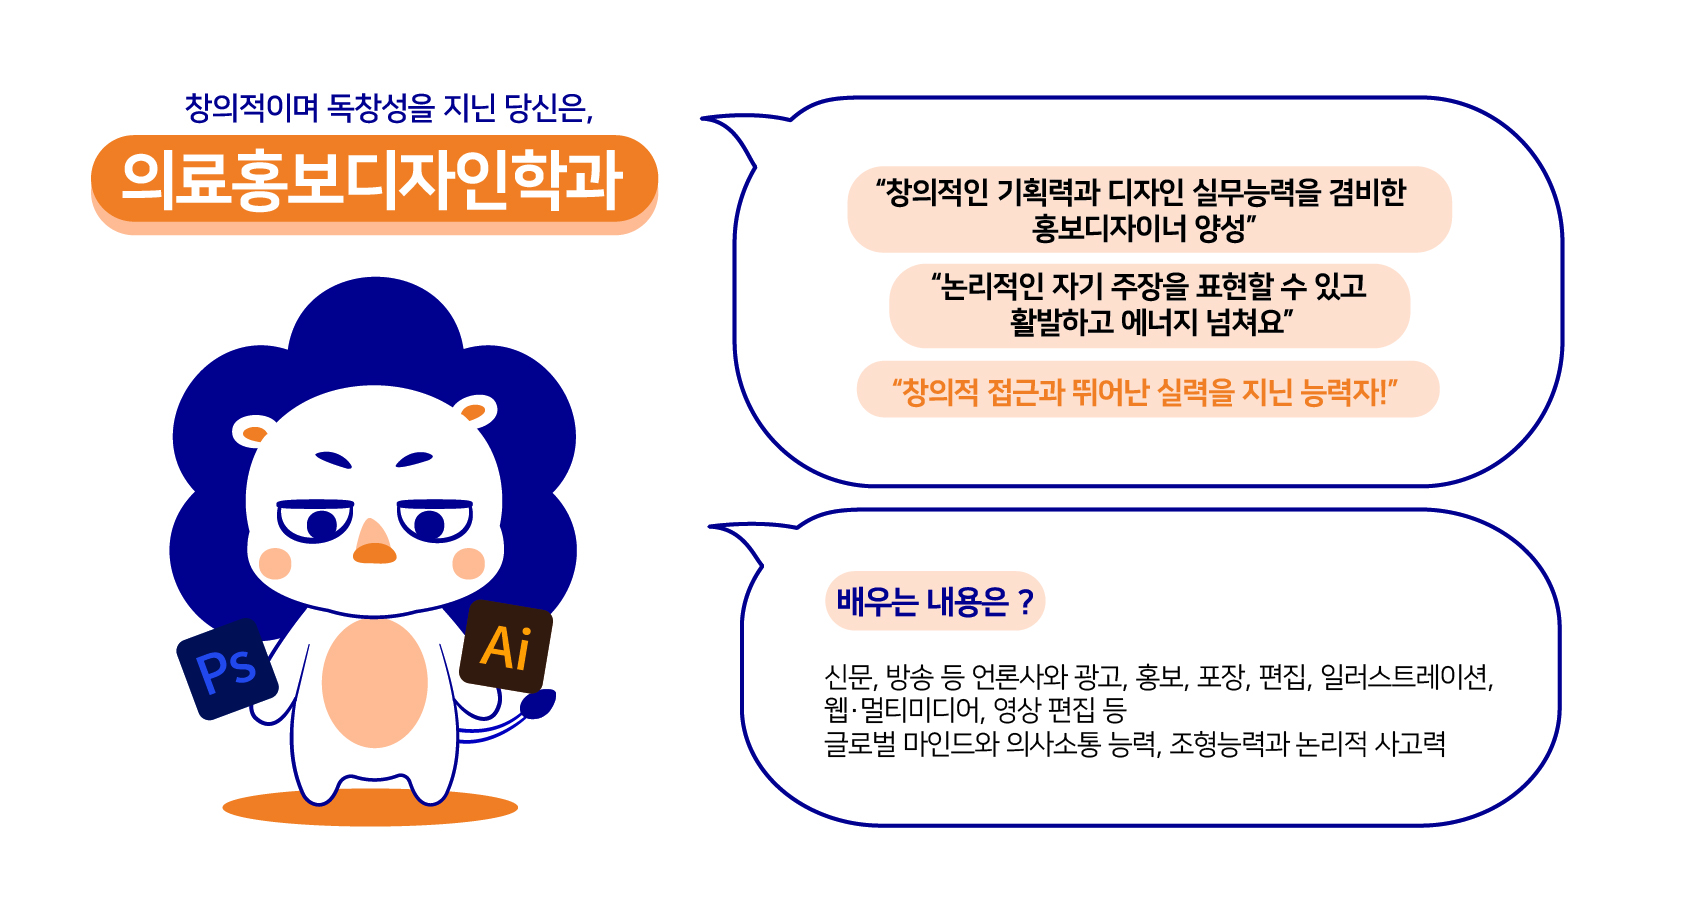 창의적이며 독창성을 지닌 당신은,
의료홍보디자인학과
“창의적인 기획력과 디자인 실무능력을 겸비한
홍보디자이너 양성”
“논리적인 자기 주장을 표현할 수 있고
활발하고 에너지 넘쳐요”
“창의적 접근과 뛰어난 실력을 지닌 능력자!”
Ps
Ai
배우는 내용은 ?
신문, 방송 등 언론사와 광고, 홍보, 포장, 편집, 일러스트레이션,
웹·멀티미디어, 영상 편집 등
글로벌 마인드와 의사소통 능력, 조형능력과 논리적 사고력